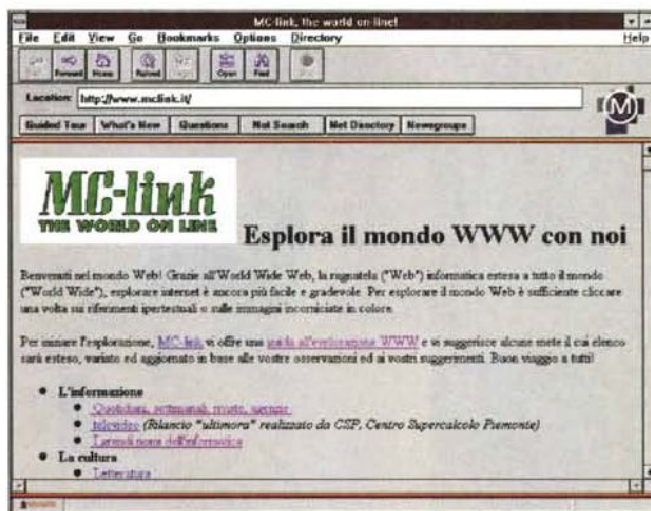 MC-link, the world on-line!
File Edit View Go Bookmarks Options Directory Help
Forward Home Reload Open Find
Location: http://www.mclink.it/
Guided Tour What's New Questions Net Search Net Directory Newsgroups
M
MC-link
THE WORLD ON LINE
Esplora il mondo WWW con noi
Benvenuti nel mondo Web! Grazie all'World Wide Web, la ragnatela ("Web") informatica estesa a tutto il mondo
("World Wide"), esplorare internet è ancora più facile e gradevole. Per esplorare il mondo Web è sufficiente cliccare
una volta sui riferimenti ipertestuali o sulle immagini incorniciate in colore.
Per iniziare l'esplorazione, MC-link vi offre una guida all'esplorazione WWW e vi suggerisce alcune mete il cui elenco
sarà esteso, variato ed aggiornato in base alle vostre osservazioni ed ai vostri suggerimenti. Buon viaggio a tutti!
L'informazione
Quotidiani, settimanali, riviste, agenzie
televideo (Rilancio "ultimora" realizzato da CSP, Centro Supercalcolo Piemonte)
I grandi nomi dell'informatica
La cultura
Letteratura